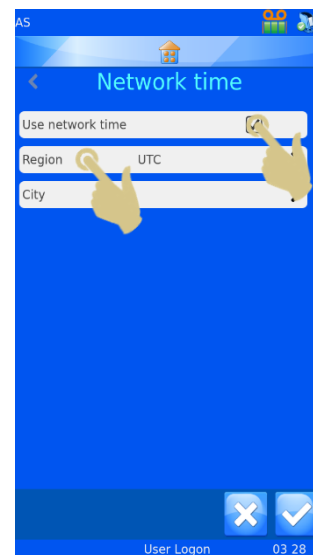 AS
Network time
Use network time
Region UTC
City
User Logon 03 28